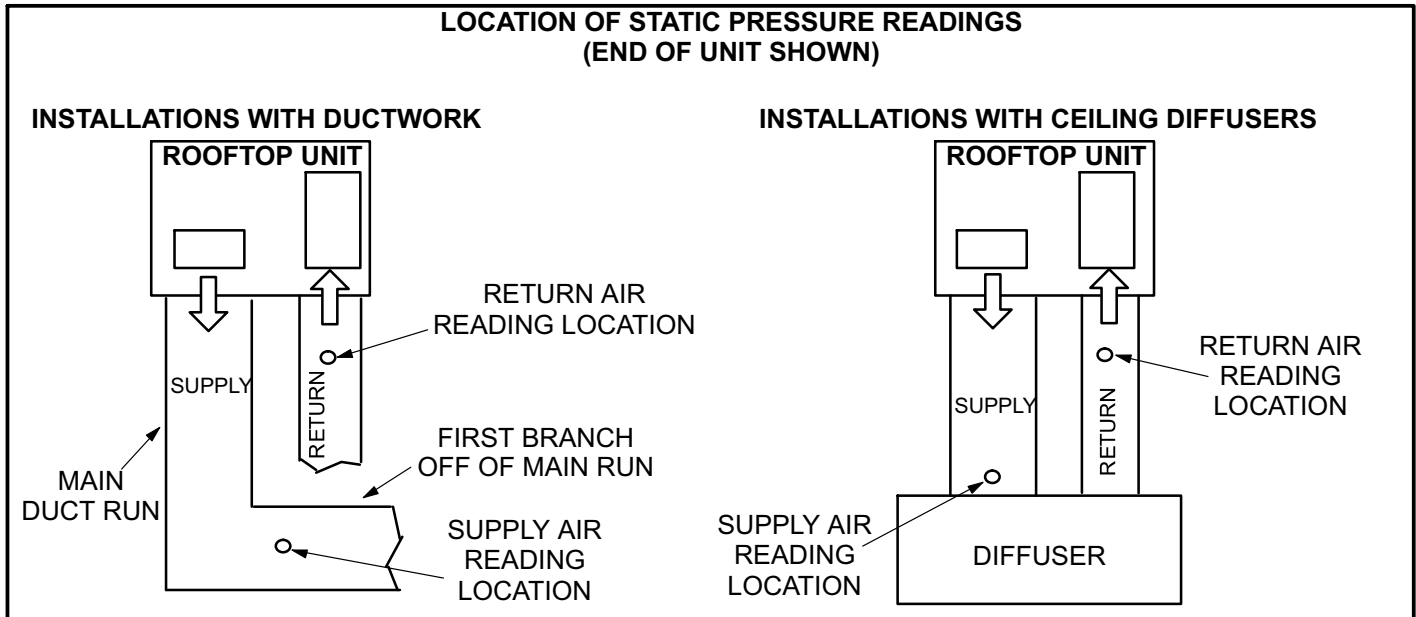 LOCATION OF STATIC PRESSURE READINGS
(END OF UNIT SHOWN)
INSTALLATIONS WITH DUCTWORK
ROOFTOP UNIT
RETURN AIR
READING LOCATION
SUPPLY
RETURN
FIRST BRANCH
OFF OF MAIN RUN
MAIN
DUCT RUN
SUPPLY AIR
READING
LOCATION
INSTALLATIONS WITH CEILING DIFFUSERS
ROOFTOP UNIT
RETURN AIR
READING
LOCATION
SUPPLY
RETURN
SUPPLY AIR
READING
LOCATION
DIFFUSER